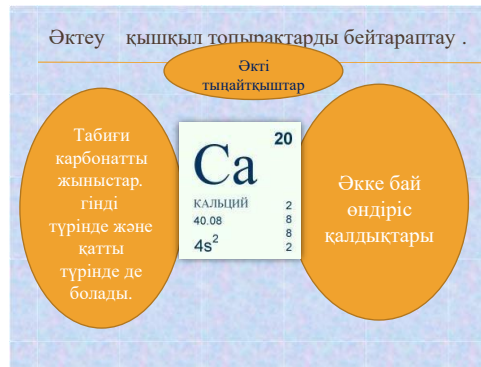 Әктеу қышқыл топырақтарды бейтараптау .
Әкті
тыңайтқыштар
Табиғи
карбонатты
жыныстар.
гінді
түрінде және
қатты
түрінде де
болады.
20
Ca
КАЛЬЦИЙ
40.08
4s2
2
8
8
2
Әкке бай
өндіріс
қалдықтары